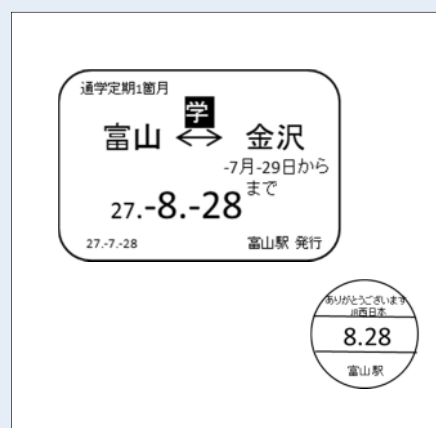 通学定期1箇月
学
富山 ⇔ 金沢
-7月-29日から
まで
27.-8.-28
27.-7.-28 富山駅 発行
ありがとうございます
JR西日本
8.28
富山駅